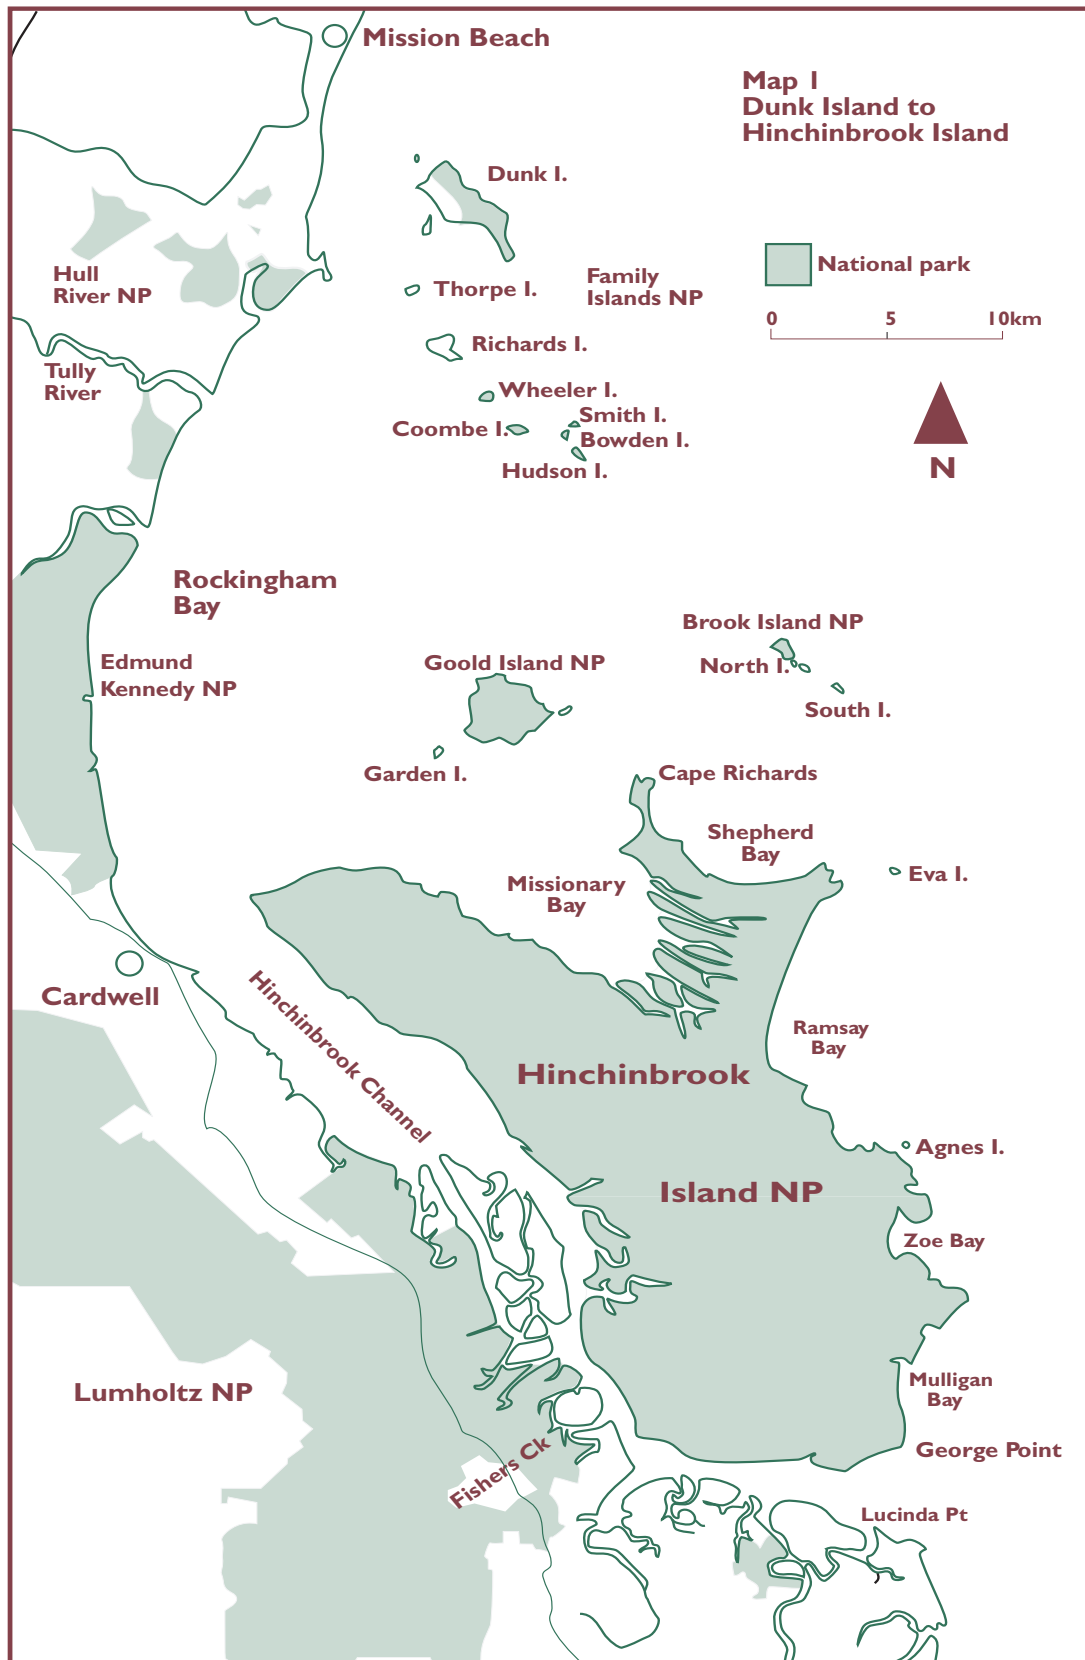 Mission Beach
Map 1
Dunk Island to
Hinchinbrook Island
Dunk I.
National park
Hull
River NP
Thorpe I.
Family
Islands NP
0 5 10km
Richards I.
Tully
River
Wheeler I.
Smith I.
Coombe I.
Bowden I.
Hudson I.
N
Rockingham
Bay
Brook Island NP
Edmund
Kennedy NP
Goold Island NP
North I.
South I.
Garden I.
Cape Richards
Shepherd
Bay
Eva I.
Missionary
Bay
Cardwell
Hinchinbrook Channel
Ramsay
Bay
Hinchinbrook
Agnes I.
Island NP
Zoe Bay
Lumholtz NP
Mulligan
Bay
George Point
Fishers Ck
Lucinda Pt